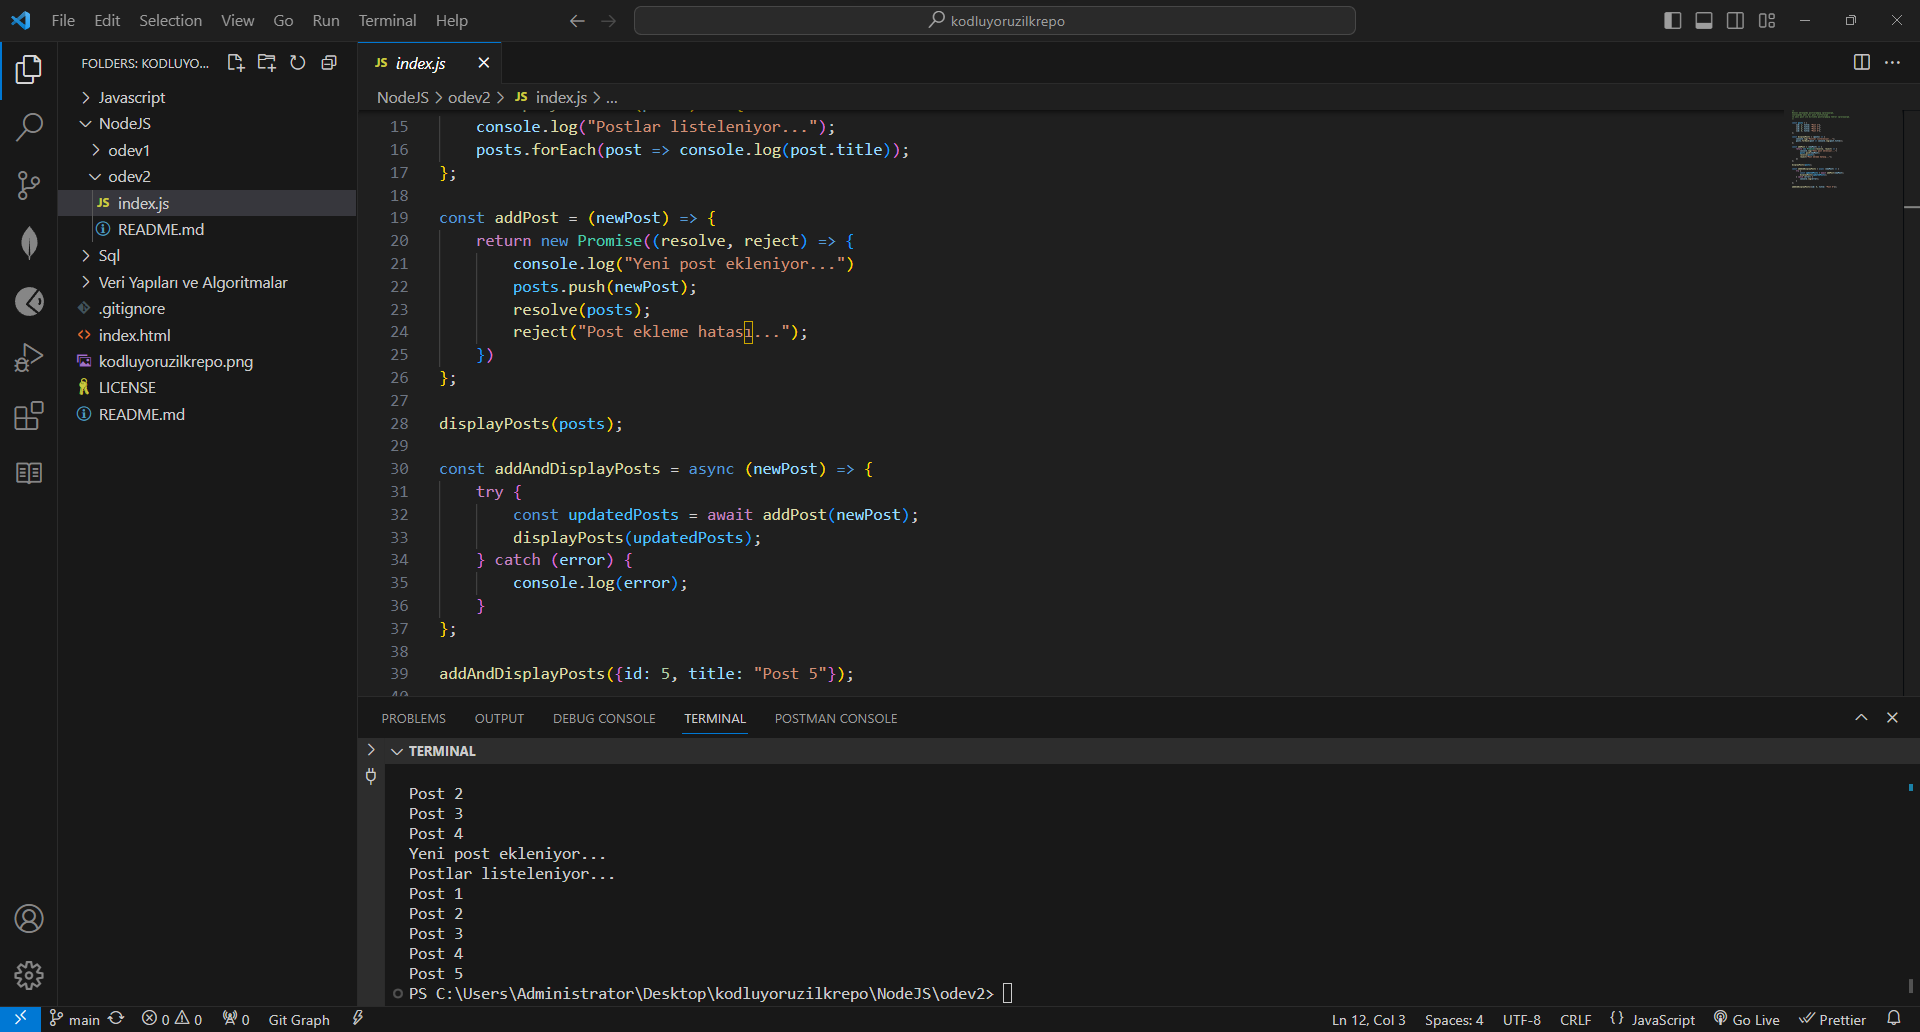 File Edit Selection View Go Run Terminal Help
kodluyoruzilkrepo
FOLDERS: KODLUYO...
Javascript
NodeJS
odev1
odev2
JS index.js
README.md
Sql
Veri Yapıları ve Algoritmalar
.gitignore
index.html
kodluyoruzilkrepo.png
LICENSE
README.md
JS index.js
NodeJS > odev2 > JS index.js > ...
15 console.log("Postlar listeleniyor...");
16 posts.forEach(post => console.log(post.title));
17 };
18
19 const addPost = (newPost) => {
20 return new Promise((resolve, reject) => {
21 console.log("Yeni post ekleniyor...")
22 posts.push(newPost);
23 resolve(posts);
24 reject("Post ekleme hatası...");
25 })
26 };
27
28 displayPosts(posts);
29
30 const addAndDisplayPosts = async (newPost) => {
31 try {
32 const updatedPosts = await addPost(newPost);
33 displayPosts(updatedPosts);
34 } catch (error) {
35 console.log(error);
36 }
37 };
38
39 addAndDisplayPosts({id: 5, title: "Post 5"});
40
PROBLEMS OUTPUT DEBUG CONSOLE TERMINAL POSTMAN CONSOLE
TERMINAL
Post 2
Post 3
Post 4
Yeni post ekleniyor...
Postlar listeleniyor...
Post 1
Post 2
Post 3
Post 4
Post 5
PS C:\Users\Administrator\Desktop\kodluyoruzilkrepo\NodeJS\odev2>
main 0 0 0 Git Graph Ln 12, Col 3 Spaces: 4 UTF-8 CRLF {} JavaScript Go Live Prettier